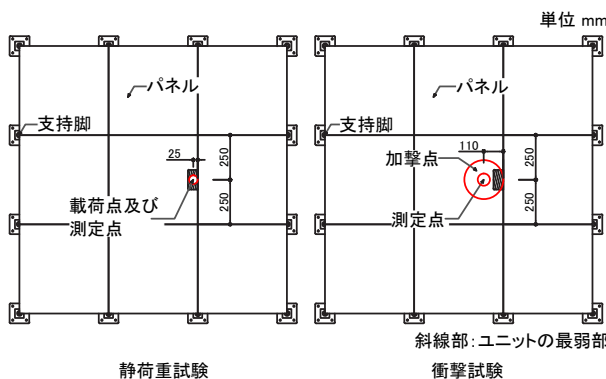 単位 mm
パネル
支持脚
25
250
250
載荷点及び
測定点
静荷重試験
パネル
支持脚
110
加撃点
250
250
測定点
斜線部：ユニットの最弱部
衝撃試験